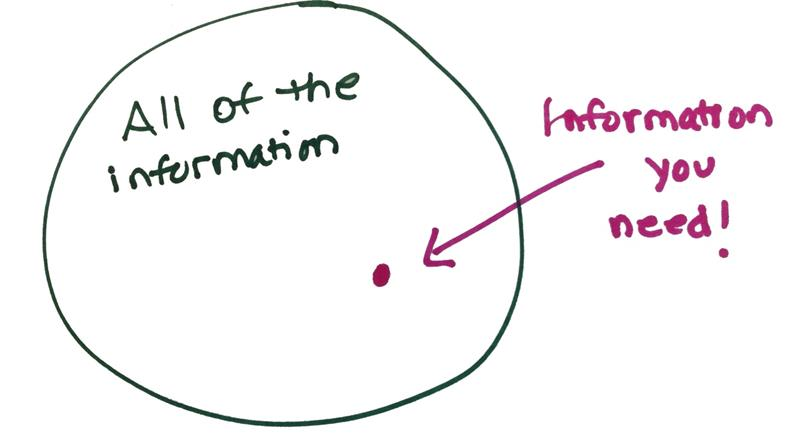 All of the
information
Information
you
need!